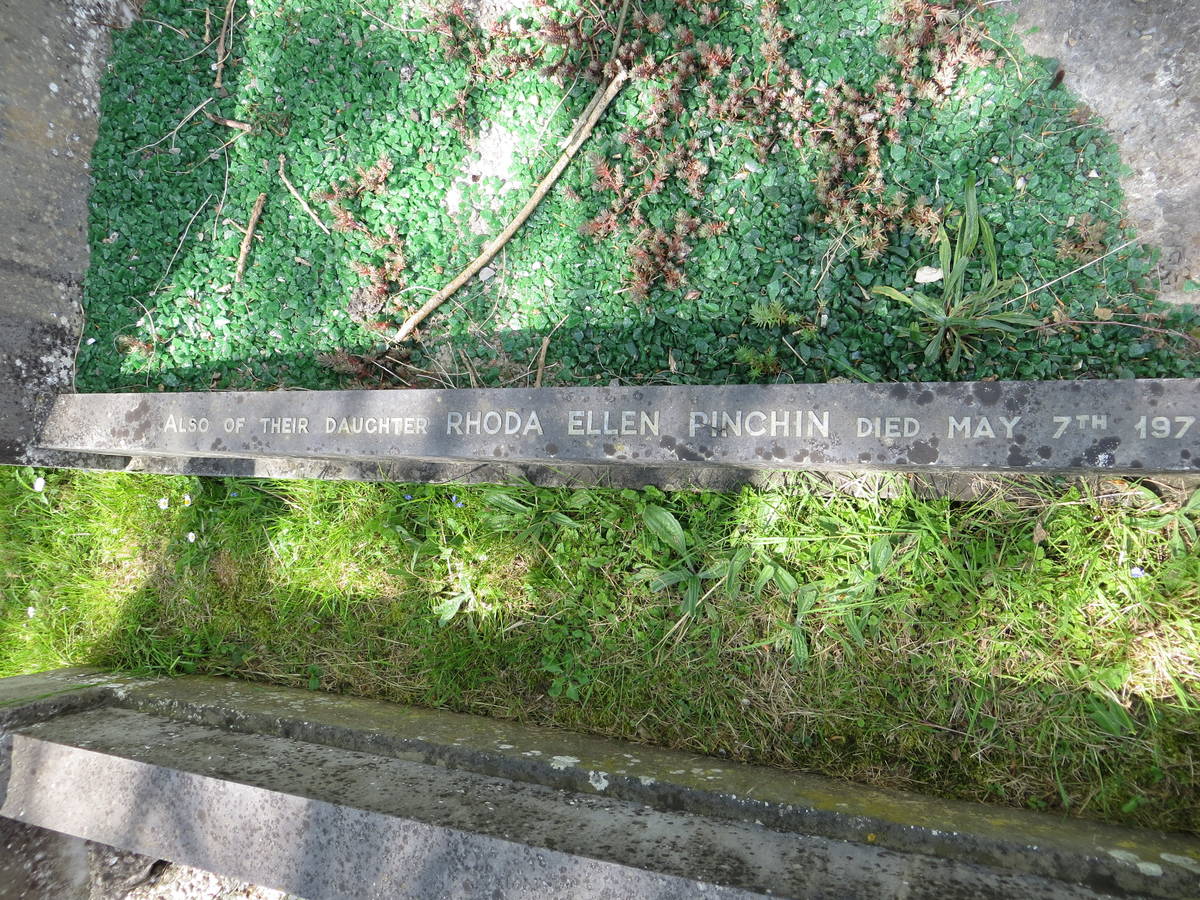 ALSO OF THEIR DAUGHTER RHODA ELLEN PINCHIN DIED MAY 7TH 197